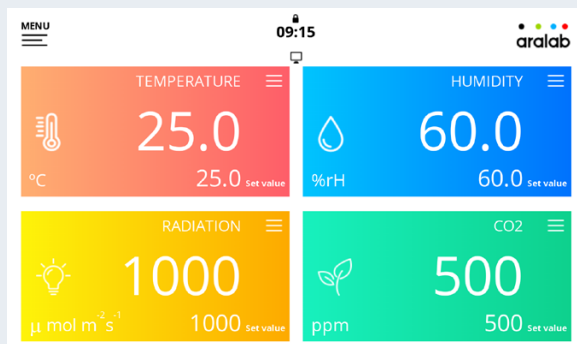 MENU
09:15
aralab
TEMPERATURE
25.0
ºC
25.0 Set value
HUMIDITY
60.0
%rH
60.0 Set value
RADIATION
1000
µ mol m⁻² s⁻¹
1000 Set value
CO2
500
ppm
500 Set value